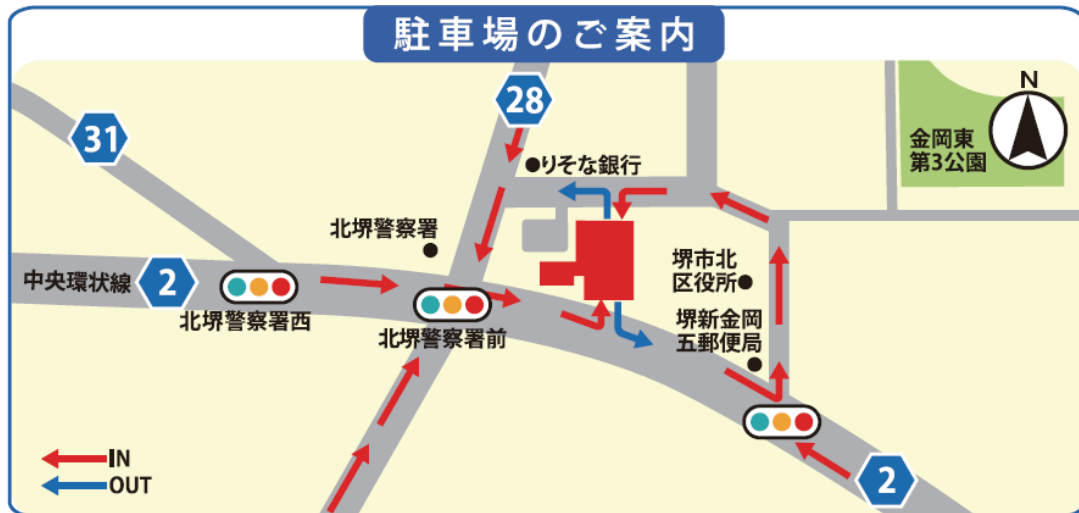 駐車場のご案内
28
N
31
金岡東
第3公園
●りそな銀行
北堺警察署
堺市北
区役所
中央環状線
2
北堺警察署西
北堺警察署前
堺新金岡
五郵便局
IN
OUT
2